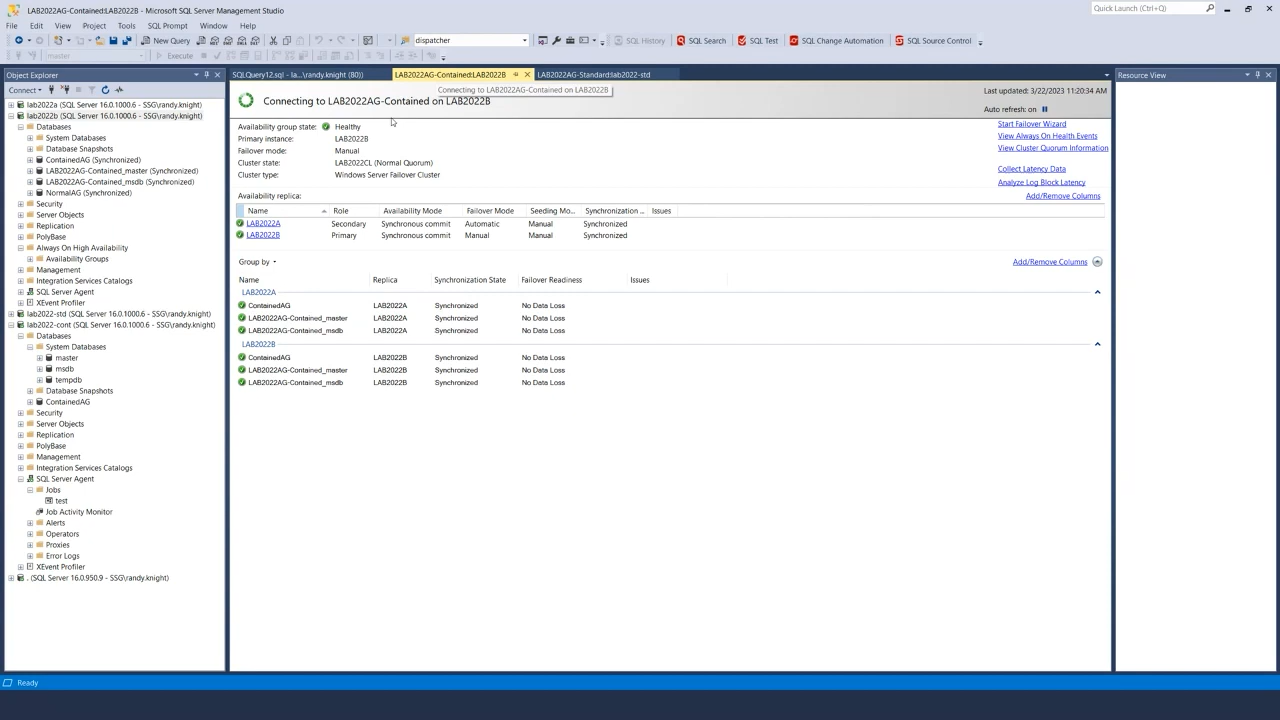 LAB2022AG-Contained:LAB2022B - Microsoft SQL Server Management Studio
Quick Launch (Ctrl+Q)
File Edit View Project Tools SQL Prompt Window Help
New Query dispatcher SQL History SQL Search SQL Test SQL Change Automation SQL Source Control
master Execute
Object Explorer
Connect
lab2022a (SQL Server 16.0.1000.6 - SSG\randy.knight)
lab2022b (SQL Server 16.0.1000.6 - SSG\randy.knight)
Databases
System Databases
Database Snapshots
ContainedAG (Synchronized)
LAB2022AG-Contained_master (Synchronized)
LAB2022AG-Contained_msdb (Synchronized)
NormalAG (Synchronized)
Security
Server Objects
Replication
PolyBase
Always On High Availability
Availability Groups
Management
Integration Services Catalogs
SQL Server Agent
XEvent Profiler
lab2022-std (SQL Server 16.0.1000.6 - SSG\randy.knight)
lab2022-cont (SQL Server 16.0.1000.6 - SSG\randy.knight)
Databases
System Databases
master
msdb
tempdb
Database Snapshots
ContainedAG
Security
Server Objects
Replication
PolyBase
Management
Integration Services Catalogs
SQL Server Agent
Jobs
test
Job Activity Monitor
Alerts
Operators
Proxies
Error Logs
XEvent Profiler
. (SQL Server 16.0.950.9 - SSG\randy.knight)
SQLQuery12.sql - la...\randy.knight (80)) LAB2022AG-Contained:LAB2022B LAB2022AG-Standard:lab2022-std
Connecting to LAB2022AG-Contained on LAB2022B
Connecting to LAB2022AG-Contained on LAB2022B
Last updated: 3/22/2023 11:20:34 AM
Auto refresh: on
Availability group state: Healthy
Primary instance: LAB2022B
Failover mode: Manual
Cluster state: LAB2022CL (Normal Quorum)
Cluster type: Windows Server Failover Cluster
Start Failover Wizard
View Always On Health Events
View Cluster Quorum Information
Collect Latency Data
Analyze Log Block Latency
Availability replica: Add/Remove Columns
Name Role Availability Mode Failover Mode Seeding Mo... Synchronization ... Issues
LAB2022A Secondary Synchronous commit Automatic Manual Synchronized
LAB2022B Primary Synchronous commit Manual Manual Synchronized
Group by Add/Remove Columns
Name Replica Synchronization State Failover Readiness Issues
LAB2022A
ContainedAG LAB2022A Synchronized No Data Loss
LAB2022AG-Contained_master LAB2022A Synchronized No Data Loss
LAB2022AG-Contained_msdb LAB2022A Synchronized No Data Loss
LAB2022B
ContainedAG LAB2022B Synchronized No Data Loss
LAB2022AG-Contained_master LAB2022B Synchronized No Data Loss
LAB2022AG-Contained_msdb LAB2022B Synchronized No Data Loss
Resource View
Ready